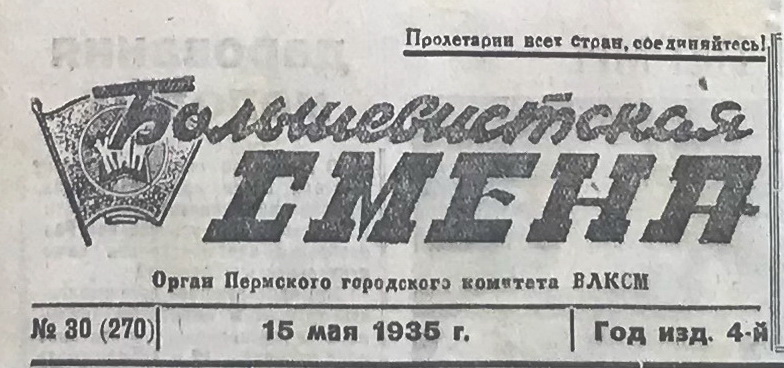 Пролетарии всех стран, соединяйтесь!
Большевистская
СМЕНА
Орган Пермского городского комитета ВЛКСМ
№ 30 (270) 15 мая 1935 г. Год изд. 4-й